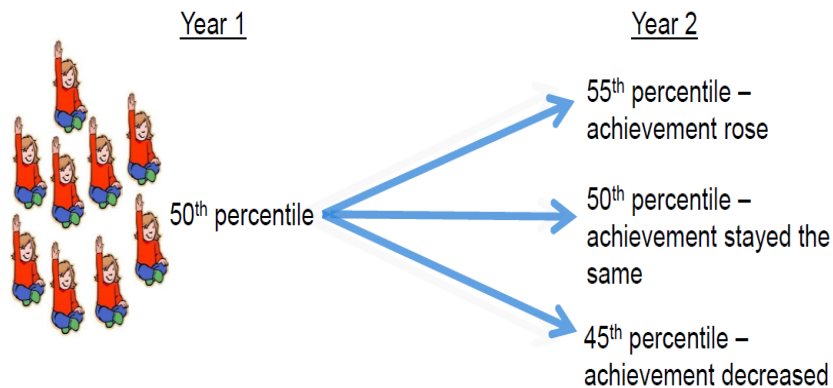 Year 1
Year 2
55th percentile –
achievement rose
50th percentile
50th percentile –
achievement stayed the
same
45th percentile –
achievement decreased